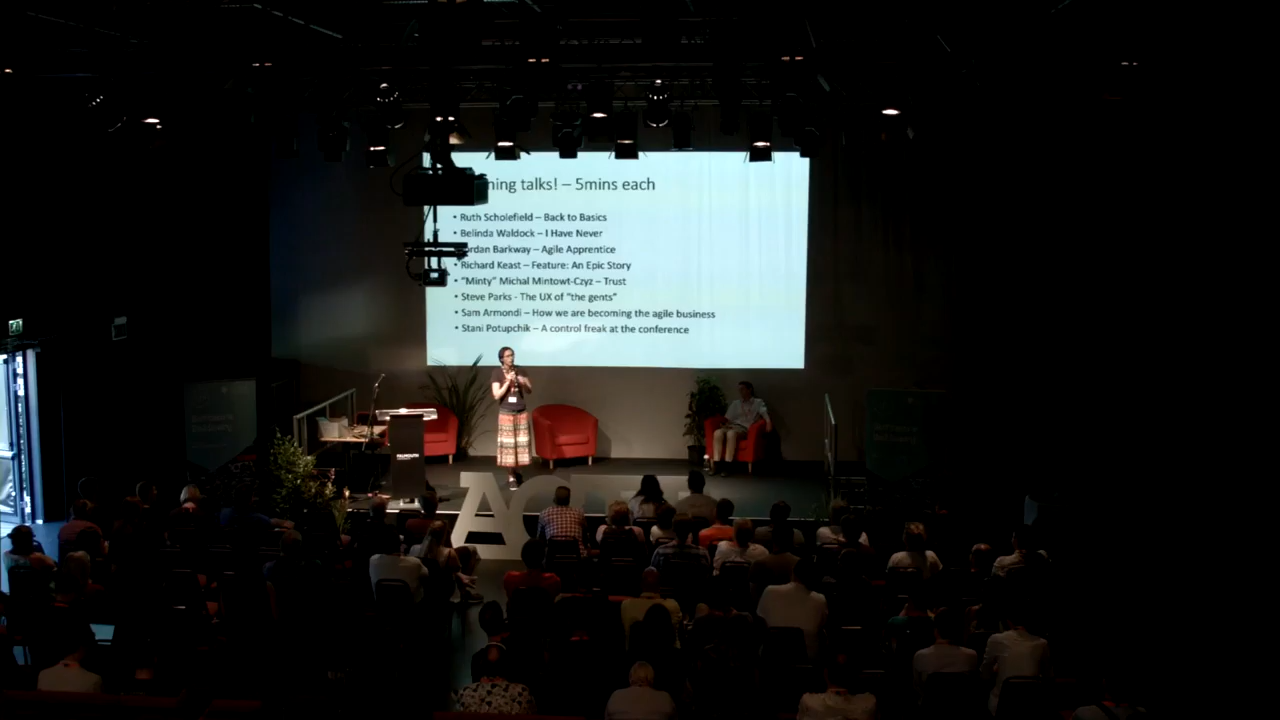 ning talks! – 5mins each
• Ruth Scholefield – Back to Basics
• Belinda Waldock – I Have Never
ordan Barkway – Agile Apprentice
• Richard Keast – Feature: An Epic Story
• "Minty" Michal Mintowt-Czyz – Trust
• Steve Parks - The UX of "the gents"
• Sam Armondi – How we are becoming the agile business
• Stani Potupchik – A control freak at the conference
FALMOUTH